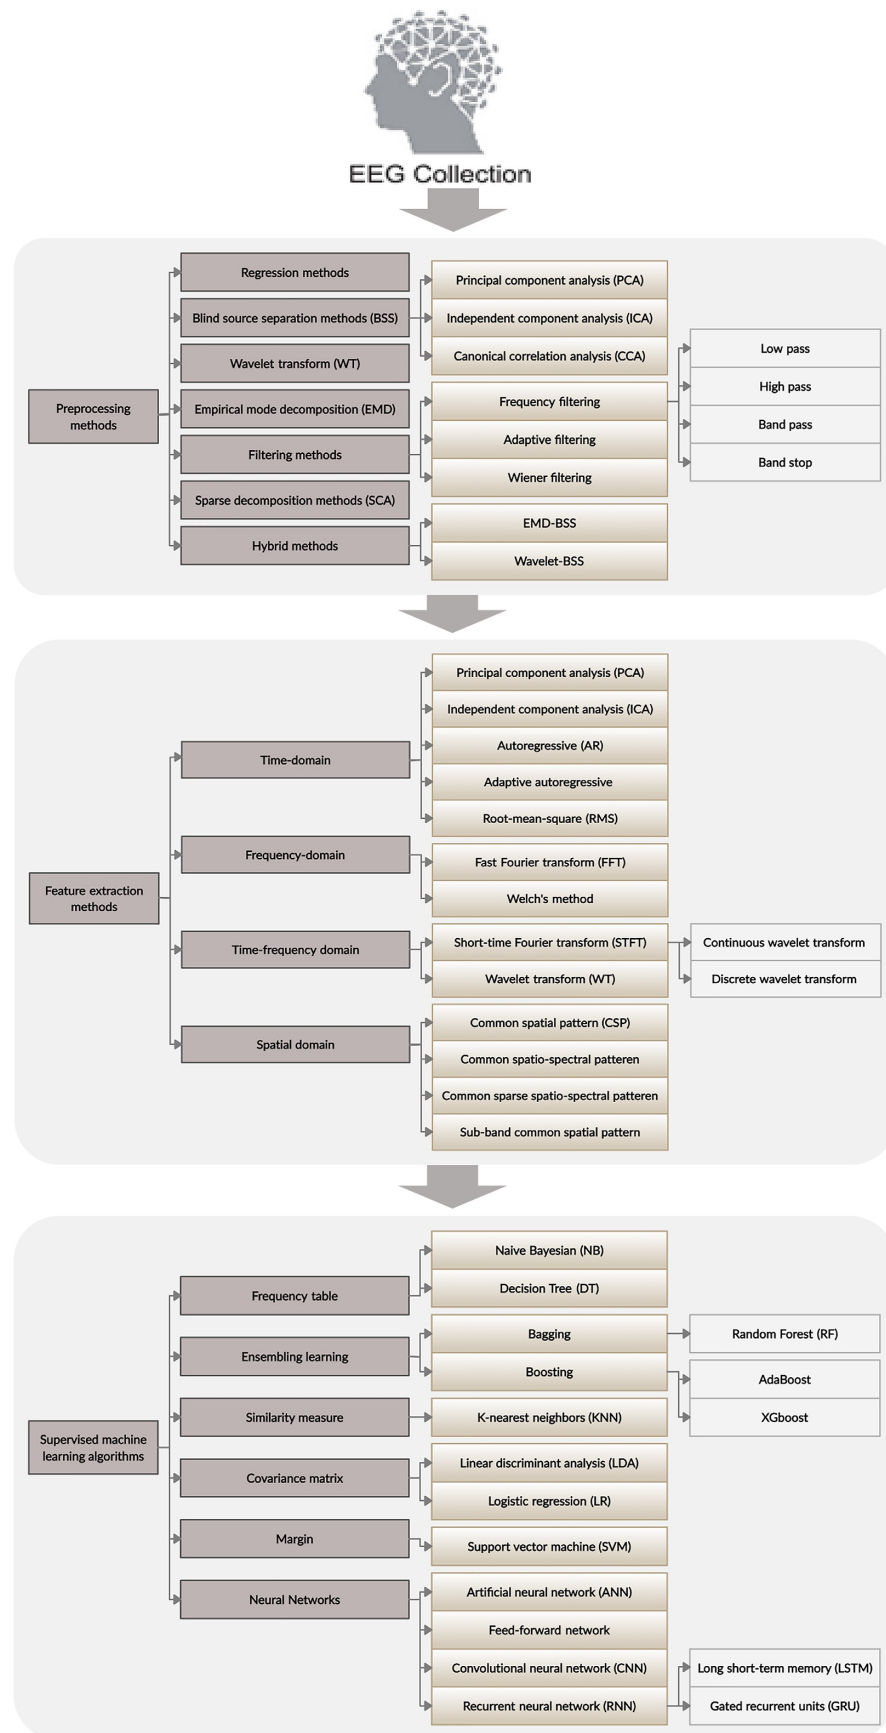 EEG Collection
Preprocessing
methods
Regression methods
Blind source separation methods (BSS)
Wavelet transform (WT)
Empirical mode decomposition (EMD)
Filtering methods
Sparse decomposition methods (SCA)
Hybrid methods
Principal component analysis (PCA)
Independent component analysis (ICA)
Canonical correlation analysis (CCA)
Frequency filtering
Adaptive filtering
Wiener filtering
EMD-BSS
Wavelet-BSS
Low pass
High pass
Band pass
Band stop
Feature extraction
methods
Time-domain
Frequency-domain
Time-frequency domain
Spatial domain
Principal component analysis (PCA)
Independent component analysis (ICA)
Autoregressive (AR)
Adaptive autoregressive
Root-mean-square (RMS)
Fast Fourier transform (FFT)
Welch's method
Short-time Fourier transform (STFT)
Wavelet transform (WT)
Common spatial pattern (CSP)
Common spatio-spectral patteren
Common sparse spatio-spectral patteren
Sub-band common spatial pattern
Continuous wavelet transform
Discrete wavelet transform
Supervised machine
learning algorithms
Frequency table
Ensembling learning
Similarity measure
Covariance matrix
Margin
Neural Networks
Naive Bayesian (NB)
Decision Tree (DT)
Bagging
Boosting
K-nearest neighbors (KNN)
Linear discriminant analysis (LDA)
Logistic regression (LR)
Support vector machine (SVM)
Artificial neural network (ANN)
Feed-forward network
Convolutional neural network (CNN)
Recurrent neural network (RNN)
Random Forest (RF)
AdaBoost
XGboost
Long short-term memory (LSTM)
Gated recurrent units (GRU)